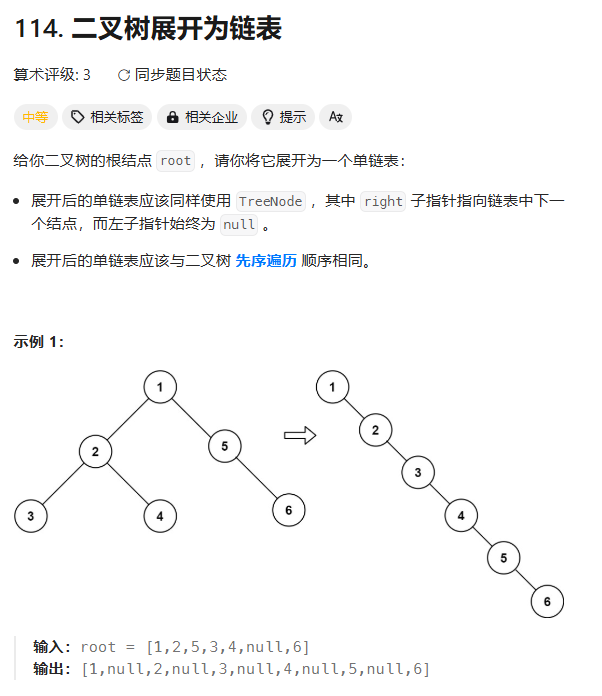 114. 二叉树展开为链表
算术评级: 3 同步题目状态
中等 相关标签 相关企业 提示 Aあ
给你二叉树的根结点 root ，请你将它展开为一个单链表：
展开后的单链表应该同样使用 TreeNode ，其中 right 子指针指向链表中下一
个结点，而左子指针始终为 null 。
展开后的单链表应该与二叉树 先序遍历 顺序相同。
示例 1：
1 1
2 5 2
3 4 6 3
4
5
6
输入：root = [1,2,5,3,4,null,6]
输出：[1,null,2,null,3,null,4,null,5,null,6]